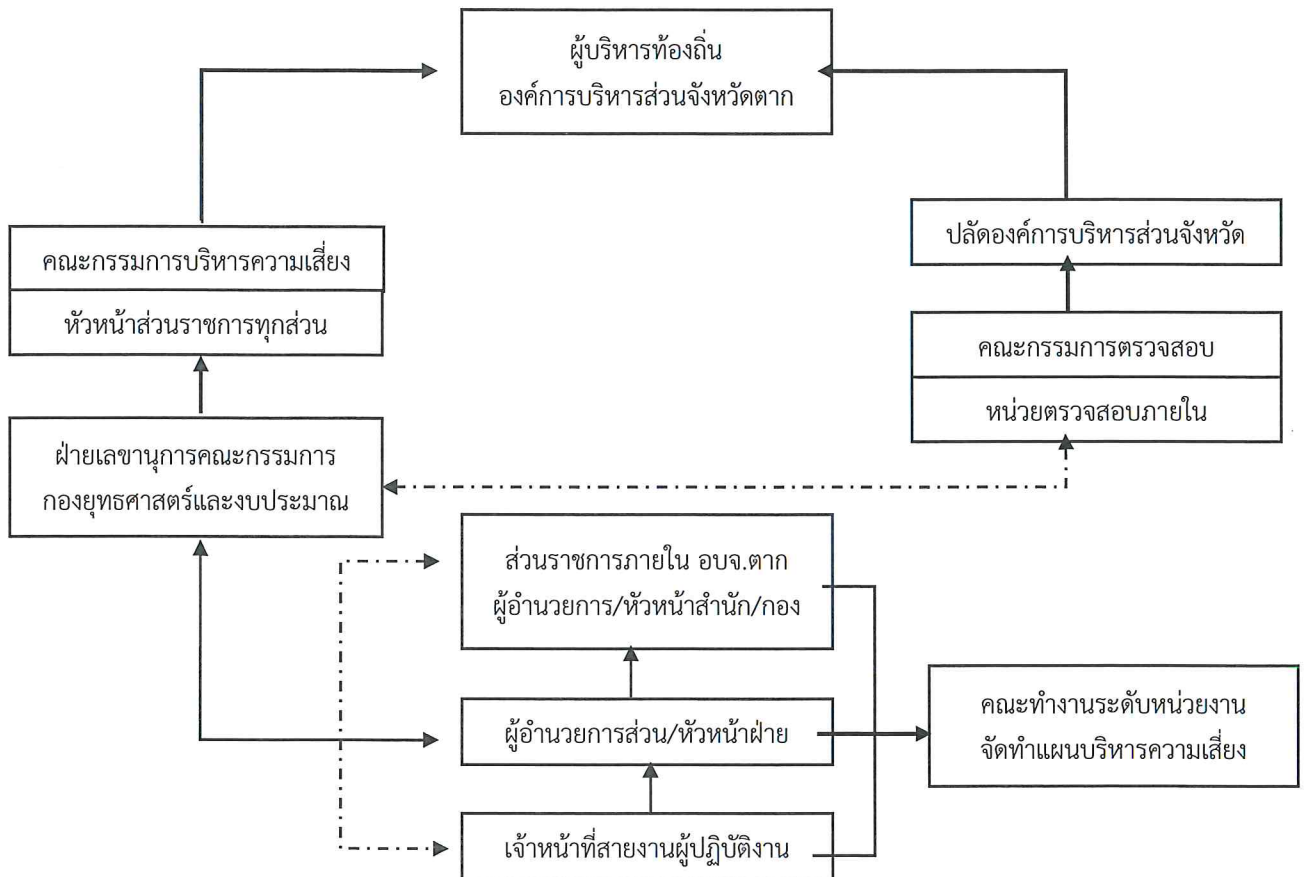 ผู้บริหารท้องถิ่น
องค์การบริหารส่วนจังหวัดตาก
คณะกรรมการบริหารความเสี่ยง
หัวหน้าส่วนราชการทุกส่วน
ปลัดองค์การบริหารส่วนจังหวัด
คณะกรรมการตรวจสอบ
หน่วยตรวจสอบภายใน
ฝ่ายเลขานุการคณะกรรมการ
กองยุทธศาสตร์และงบประมาณ
ส่วนราชการภายใน อบจ.ตาก
ผู้อำนวยการ/หัวหน้าสำนัก/กอง
ผู้อำนวยการส่วน/หัวหน้าฝ่าย
คณะทำงานระดับหน่วยงาน
จัดทำแผนบริหารความเสี่ยง
เจ้าหน้าที่สายงานผู้ปฏิบัติงาน